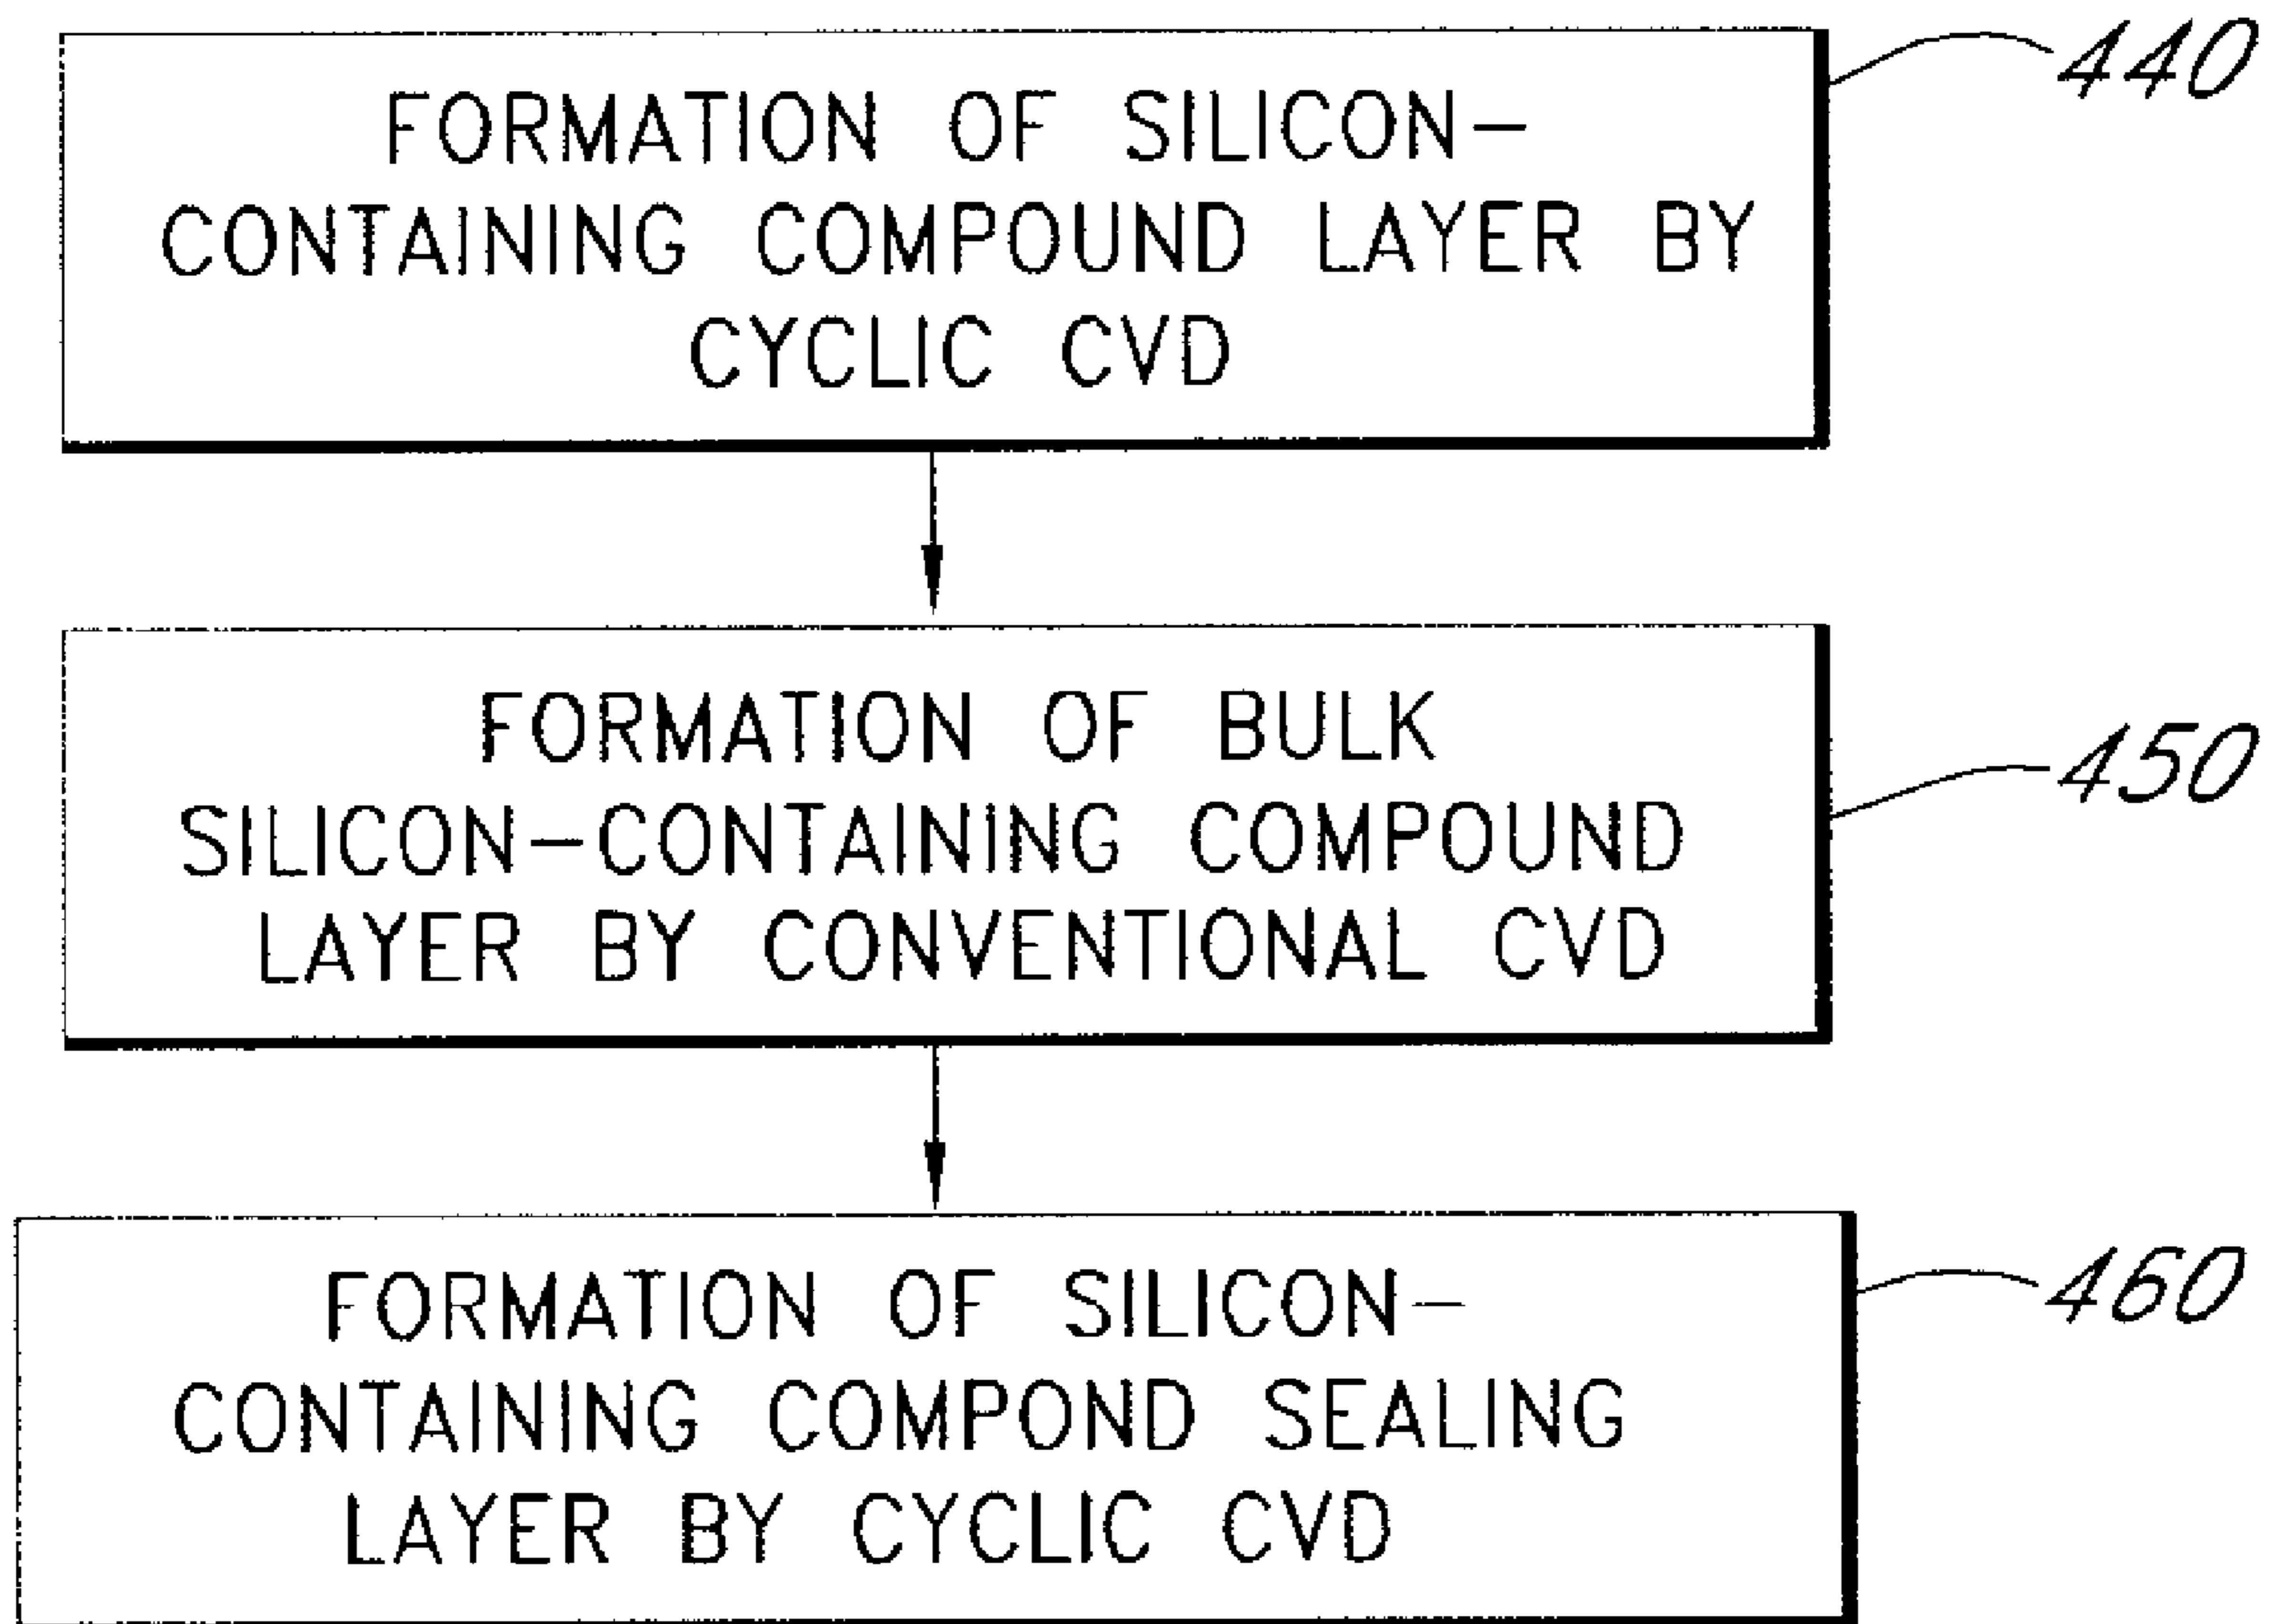 FORMATION OF SILICON-
CONTAINING COMPOUND LAYER BY
CYCLIC CVD
440
FORMATION OF BULK
SILICON-CONTAINING COMPOUND
LAYER BY CONVENTIONAL CVD
450
FORMATION OF SILICON-
CONTAINING COMPOND SEALING
LAYER BY CYCLIC CVD
460